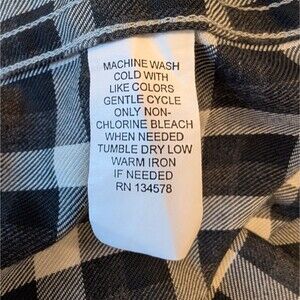 MACHINE WASH
COLD WITH
LIKE COLORS
GENTLE CYCLE
ONLY NON-
CHLORINE BLEACH
WHEN NEEDED
TUMBLE DRY LOW
WARM IRON
IF NEEDED
RN 134578